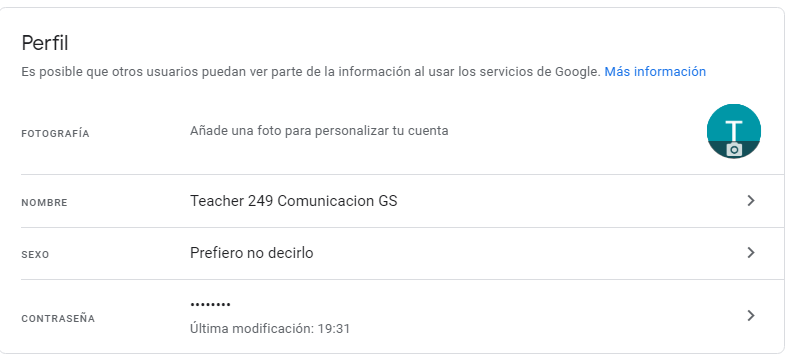 Perfil
Es posible que otros usuarios puedan ver parte de la información al usar los servicios de Google. Más información
FOTOGRAFÍA
Añade una foto para personalizar tu cuenta
T
NOMBRE
Teacher 249 Comunicacion GS
SEXO
Prefiero no decirlo
CONTRASEÑA
••••••••
Última modificación: 19:31